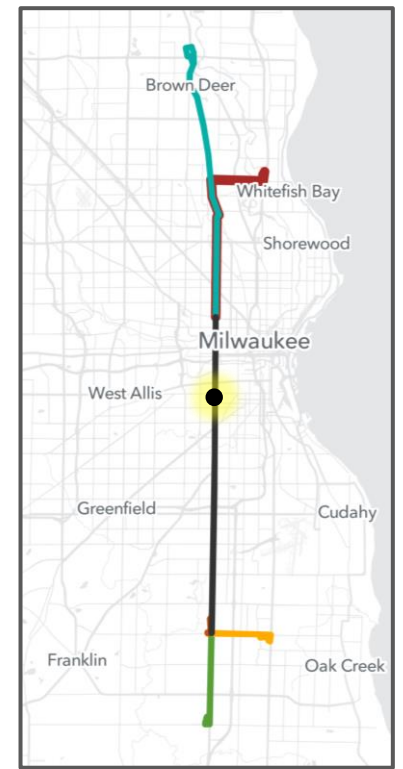 Brown Deer
Whitefish Bay
Shorewood
Milwaukee
West Allis
Greenfield
Cudahy
Franklin
Oak Creek